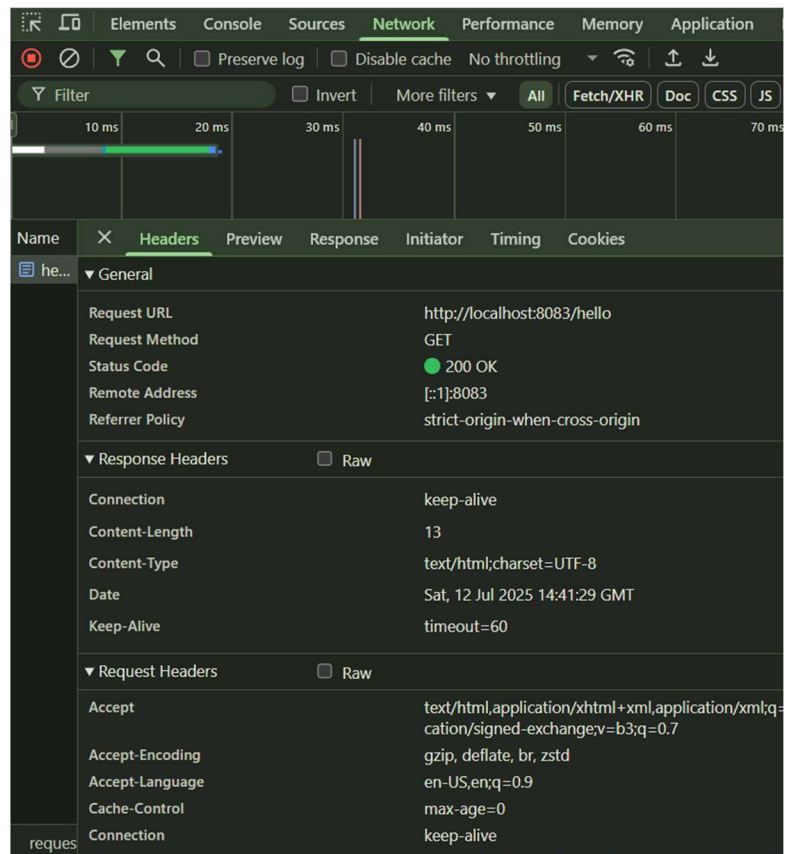 Elements Console Sources Network Performance Memory Application
Preserve log Disable cache No throttling
Filter Invert More filters ▼ All Fetch/XHR Doc CSS JS
10 ms 20 ms 30 ms 40 ms 50 ms 60 ms 70 ms
Name × Headers Preview Response Initiator Timing Cookies
he... ▼ General
Request URL http://localhost:8083/hello
Request Method GET
Status Code 200 OK
Remote Address [::1]:8083
Referrer Policy strict-origin-when-cross-origin
▼ Response Headers Raw
Connection keep-alive
Content-Length 13
Content-Type text/html;charset=UTF-8
Date Sat, 12 Jul 2025 14:41:29 GMT
Keep-Alive timeout=60
▼ Request Headers Raw
Accept text/html,application/xhtml+xml,application/xml;q=
cation/signed-exchange;v=b3;q=0.7
Accept-Encoding gzip, deflate, br, zstd
Accept-Language en-US,en;q=0.9
Cache-Control max-age=0
Connection keep-alive
reques